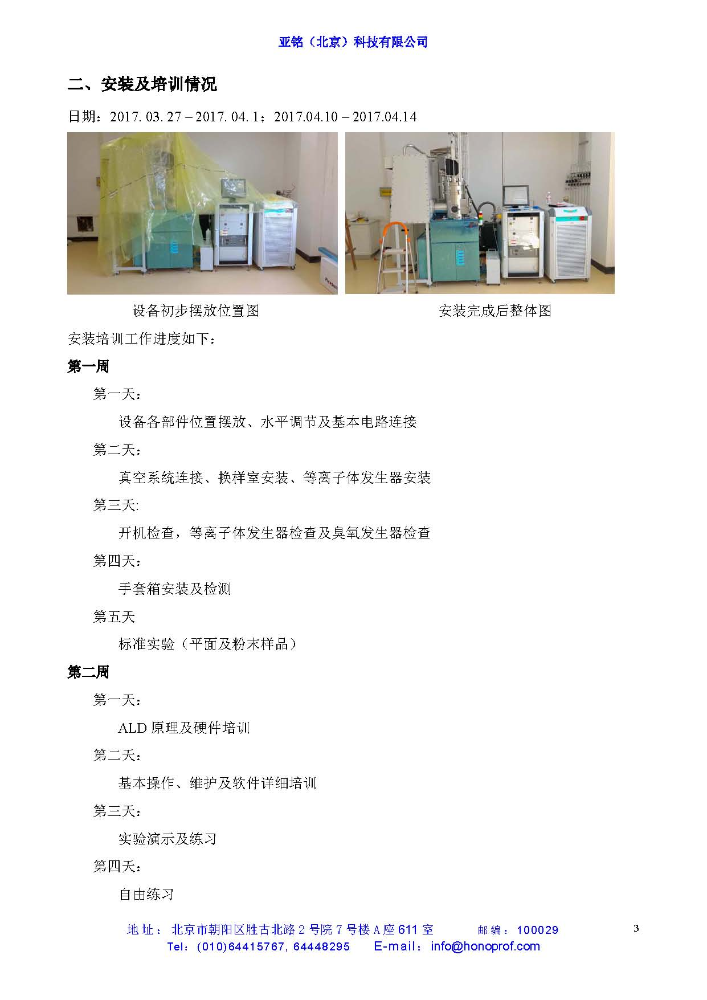 亚铭（北京）科技有限公司
二、安装及培训情况
日期：2017. 03. 27 – 2017. 04. 1；2017.04.10 – 2017.04.14
设备初步摆放位置图
安装完成后整体图
安装培训工作进度如下：
第一周
第一天：
设备各部件位置摆放、水平调节及基本电路连接
第二天：
真空系统连接、换样室安装、等离子体发生器安装
第三天:
开机检查，等离子体发生器检查及臭氧发生器检查
第四天：
手套箱安装及检测
第五天
标准实验（平面及粉末样品）
第二周
第一天：
ALD 原理及硬件培训
第二天：
基本操作、维护及软件详细培训
第三天：
实验演示及练习
第四天：
自由练习
地 址： 北京市朝阳区胜古北路 2 号院 7 号楼 A 座 611 室 邮 编： 100029
3
Tel：(010)64415767, 64448295 E-mail：info@honoprof.com